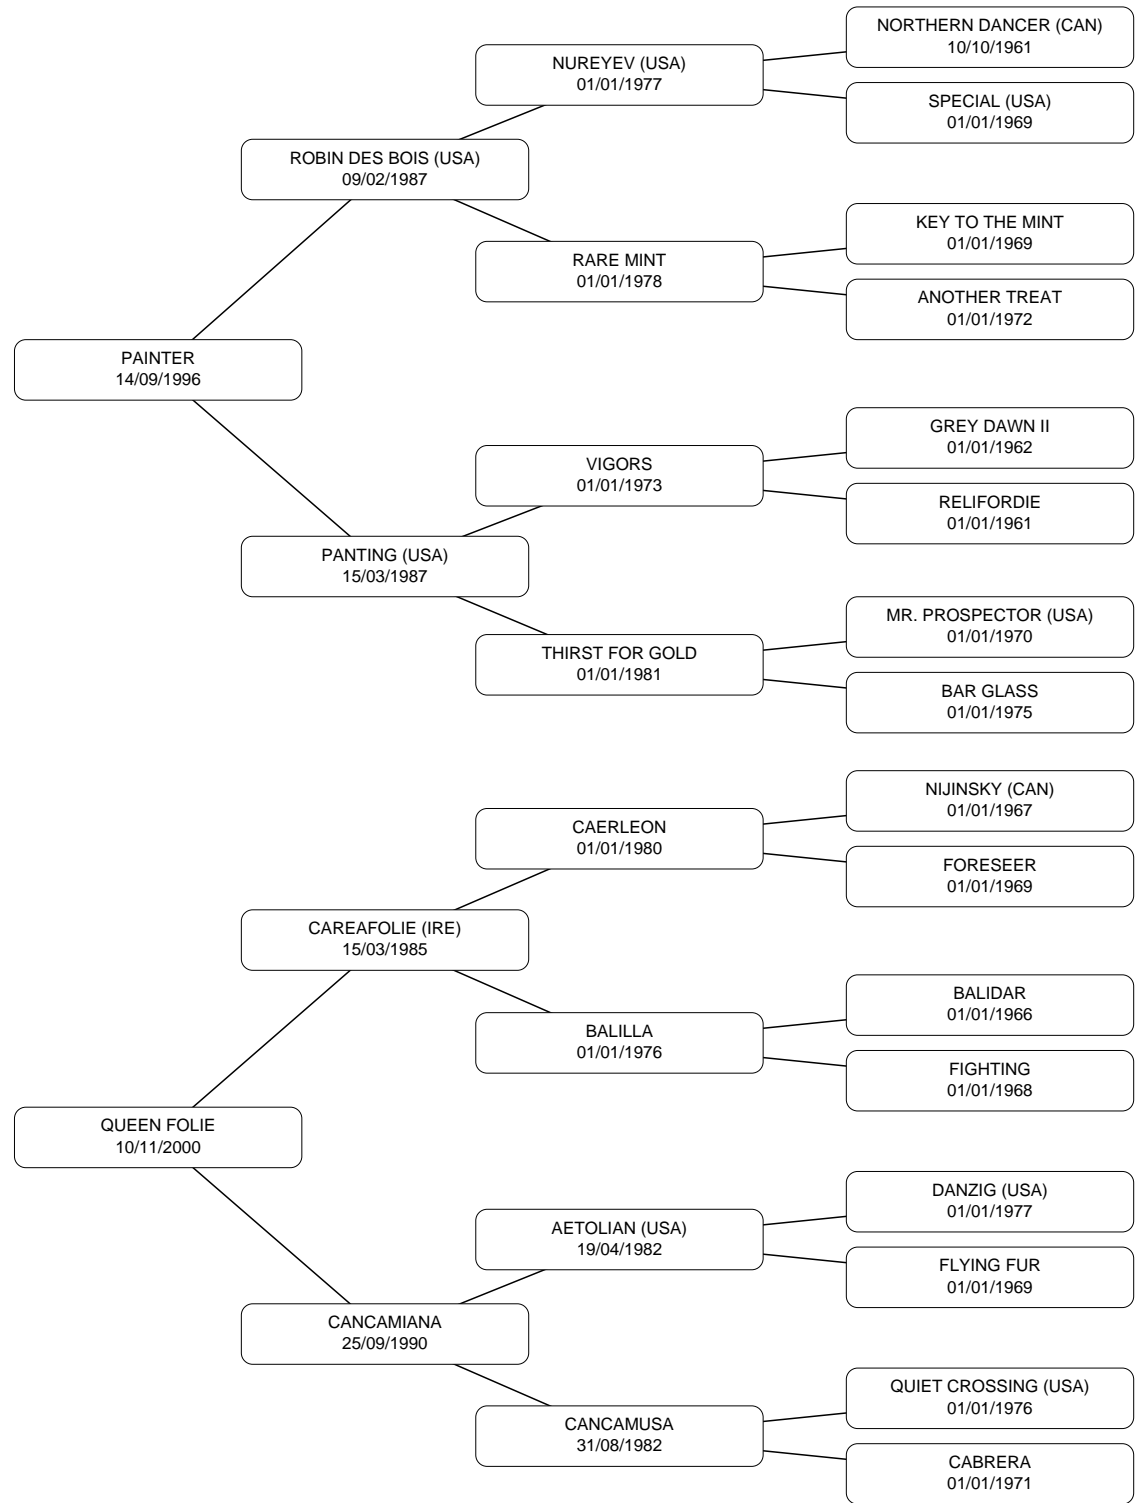 NORTHERN DANCER (CAN)
10/10/1961
NUREYEV (USA)
01/01/1977
SPECIAL (USA)
01/01/1969
ROBIN DES BOIS (USA)
09/02/1987
KEY TO THE MINT
01/01/1969
RARE MINT
01/01/1978
ANOTHER TREAT
01/01/1972
PAINTER
14/09/1996
GREY DAWN II
01/01/1962
VIGORS
01/01/1973
RELIFORDIE
01/01/1961
PANTING (USA)
15/03/1987
MR. PROSPECTOR (USA)
01/01/1970
THIRST FOR GOLD
01/01/1981
BAR GLASS
01/01/1975
NIJINSKY (CAN)
01/01/1967
CAERLEON
01/01/1980
FORESEER
01/01/1969
CAREAFOLIE (IRE)
15/03/1985
BALIDAR
01/01/1966
BALILLA
01/01/1976
FIGHTING
01/01/1968
QUEEN FOLIE
10/11/2000
DANZIG (USA)
01/01/1977
AETOLIAN (USA)
19/04/1982
FLYING FUR
01/01/1969
CANCAMIANA
25/09/1990
QUIET CROSSING (USA)
01/01/1976
CANCAMUSA
31/08/1982
CABRERA
01/01/1971